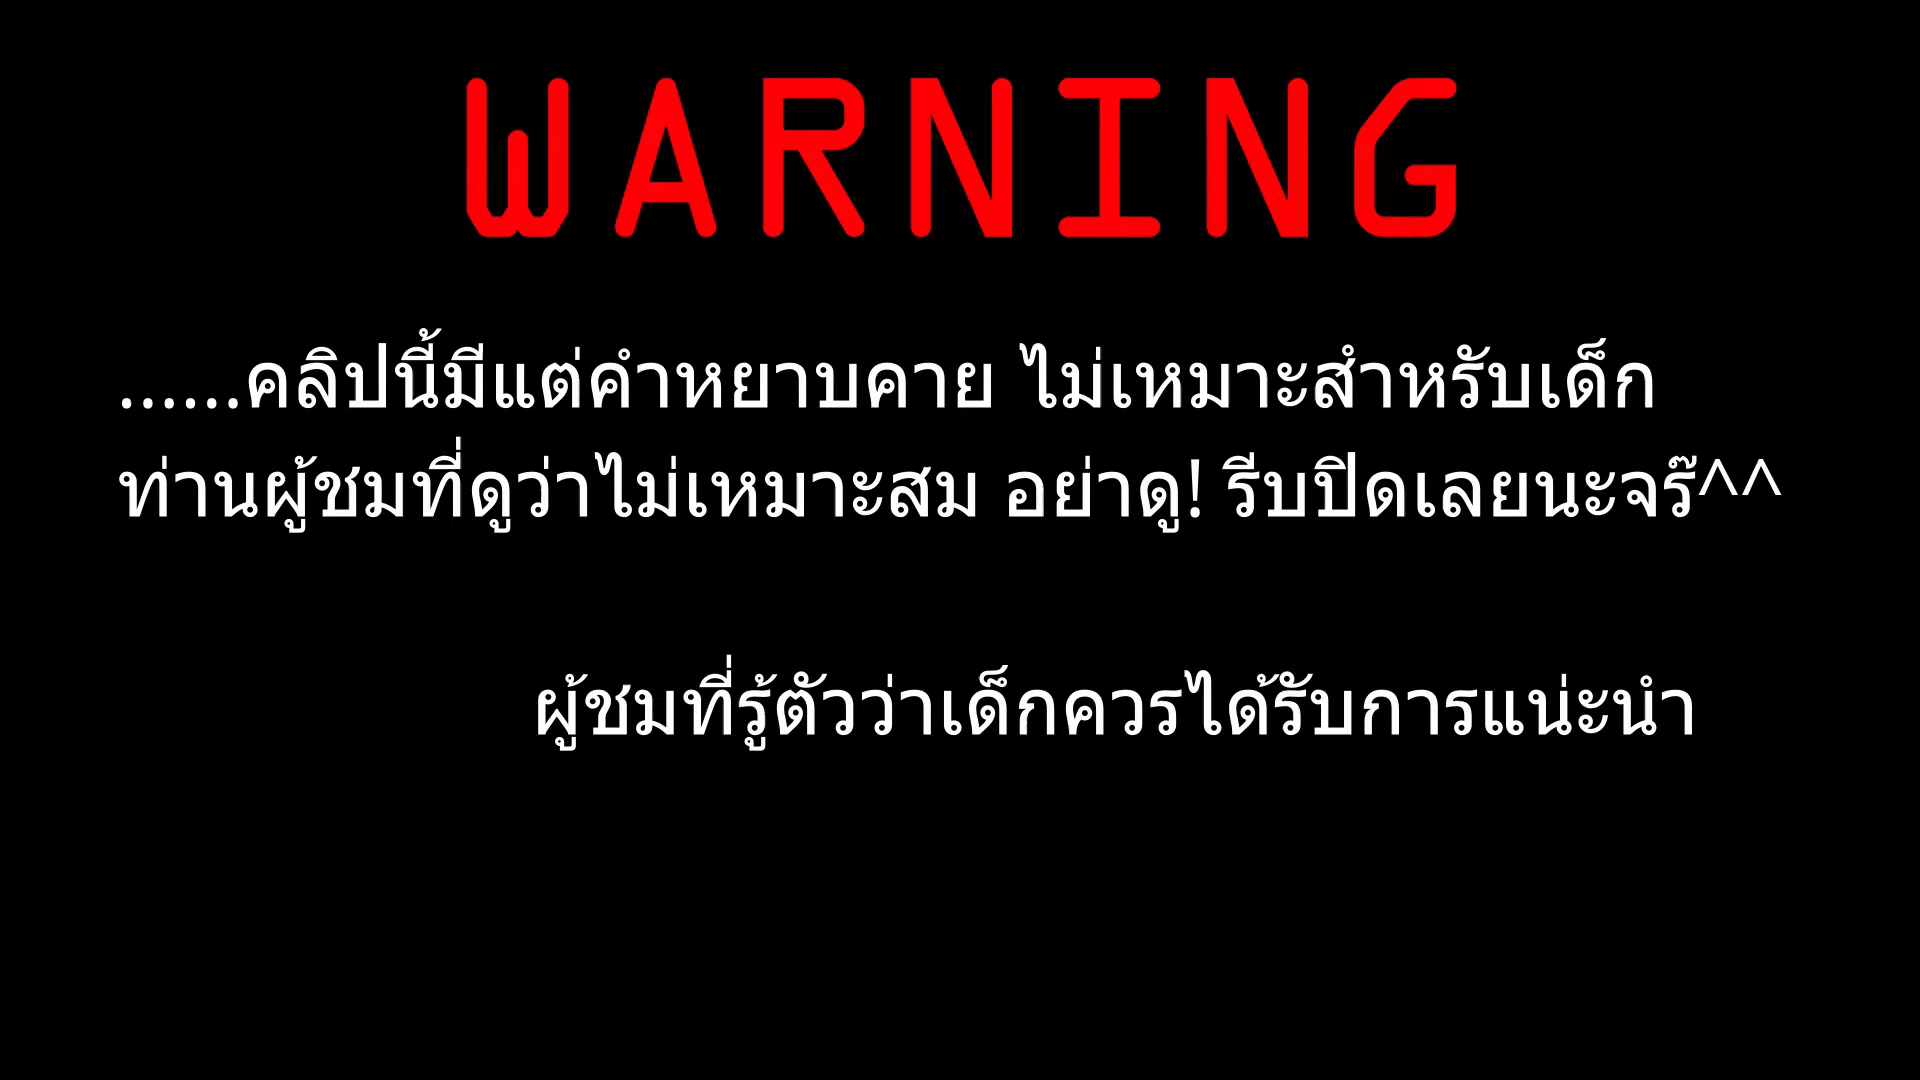 WARNING
......คลิปนี้มีแต่คำหยาบคาย ไม่เหมาะสำหรับเด็ก
ท่านผู้ชมที่ดูว่าไม่เหมาะสม อย่าดู! รีบปิดเลยนะจร๊^^
ผู้ชมที่รู้ตัวว่าเด็กควรได้รับการแน่ะนำ